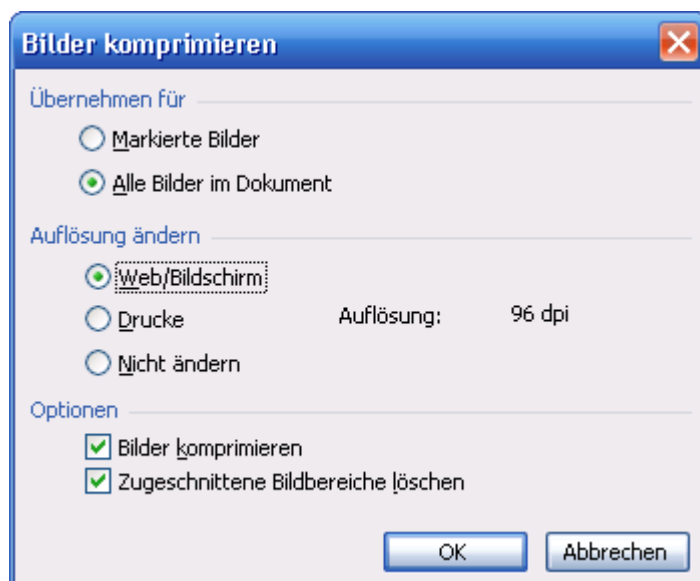 Bilder komprimieren
Übernehmen für
Markierte Bilder
Alle Bilder im Dokument
Auflösung ändern
Web/Bildschirm
Drucke Auflösung: 96 dpi
Nicht ändern
Optionen
Bilder komprimieren
Zugeschnittene Bildbereiche löschen
OK Abbrechen